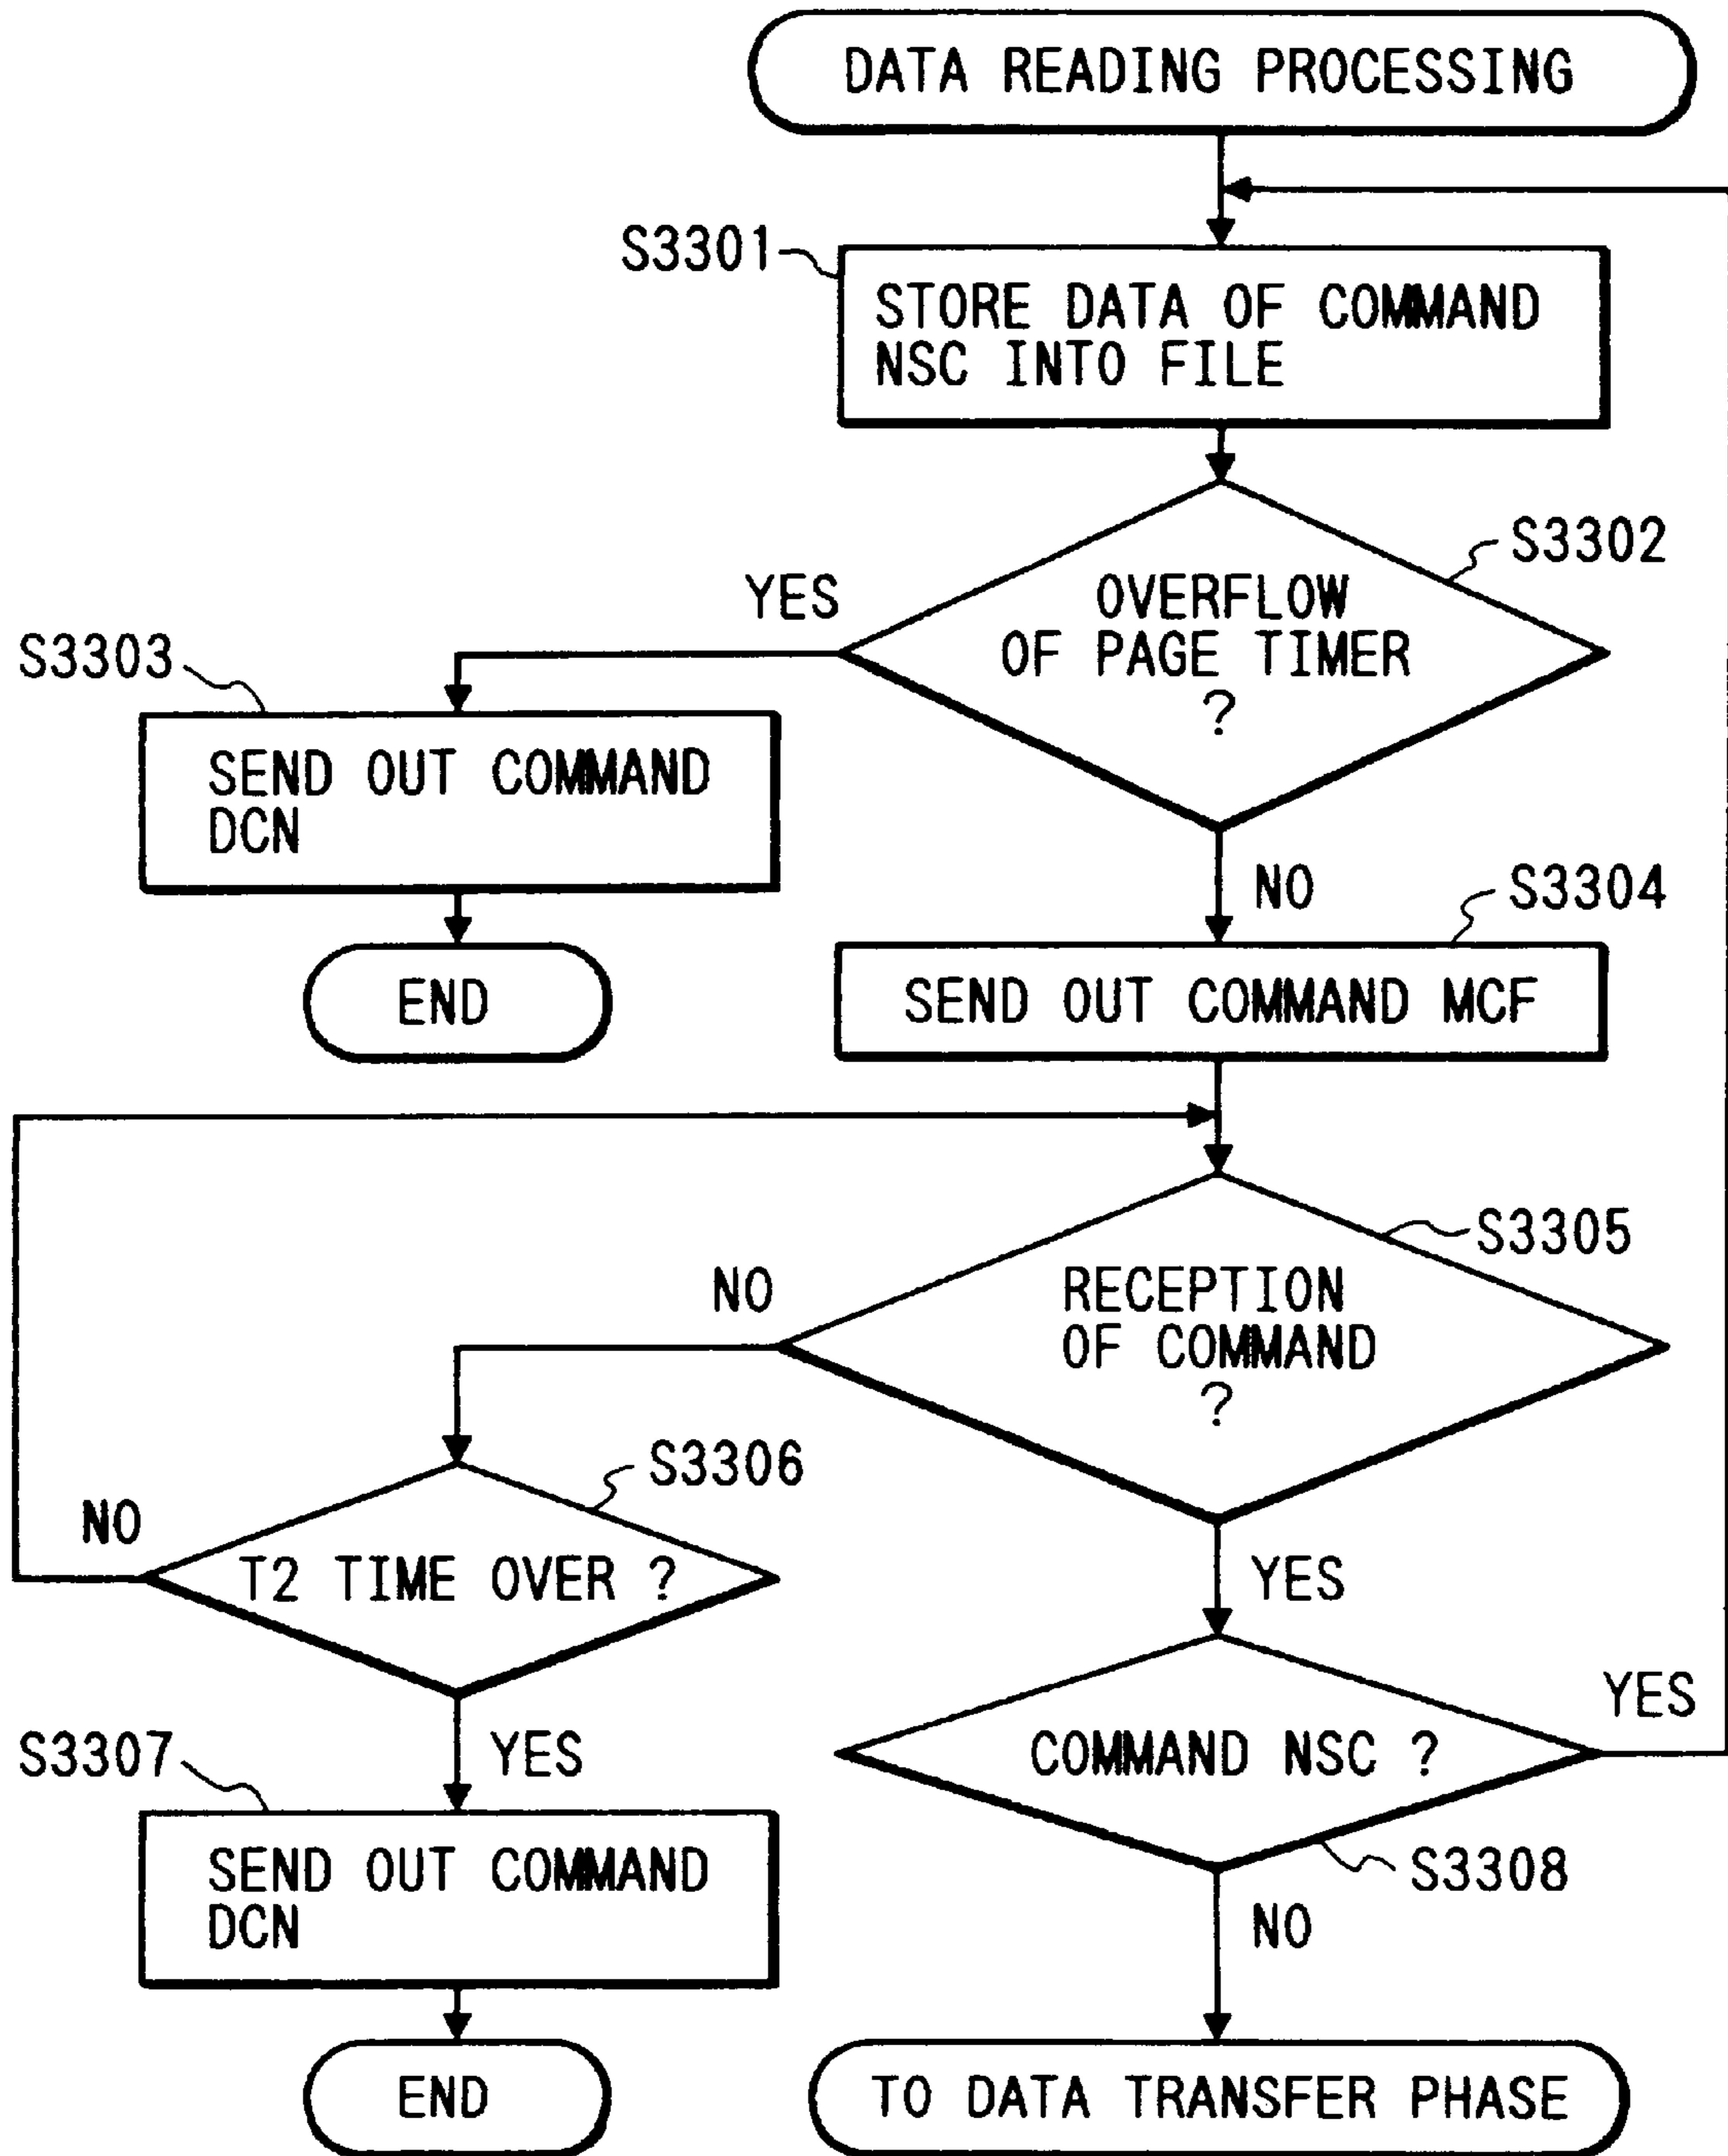 DATA READING PROCESSING
S3301
STORE DATA OF COMMAND
NSC INTO FILE
S3302
YES
OVERFLOW
OF PAGE TIMER
?
S3303
SEND OUT COMMAND
DCN
NO
S3304
END
SEND OUT COMMAND MCF
S3305
NO
RECEPTION
OF COMMAND
?
S3306
NO
T2 TIME OVER ?
YES
YES
S3307
YES
COMMAND NSC ?
SEND OUT COMMAND
DCN
S3308
NO
END
TO DATA TRANSFER PHASE